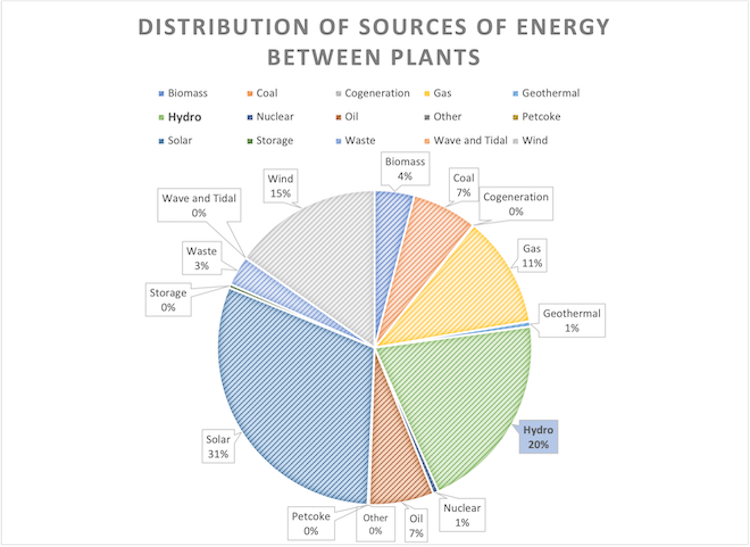 DISTRIBUTION OF SOURCES OF ENERGY
BETWEEN PLANTS
Biomass Coal Cogeneration Gas Geothermal
Hydro Nuclear Oil Other Petcoke
Solar Storage Waste Wave and Tidal Wind
Biomass
4%
Coal
7%
Cogeneration
0%
Gas
11%
Geothermal
1%
Hydro
20%
Nuclear
1%
Oil
7%
Other
0%
Petcoke
0%
Solar
31%
Storage
0%
Waste
3%
Wave and Tidal
0%
Wind
15%